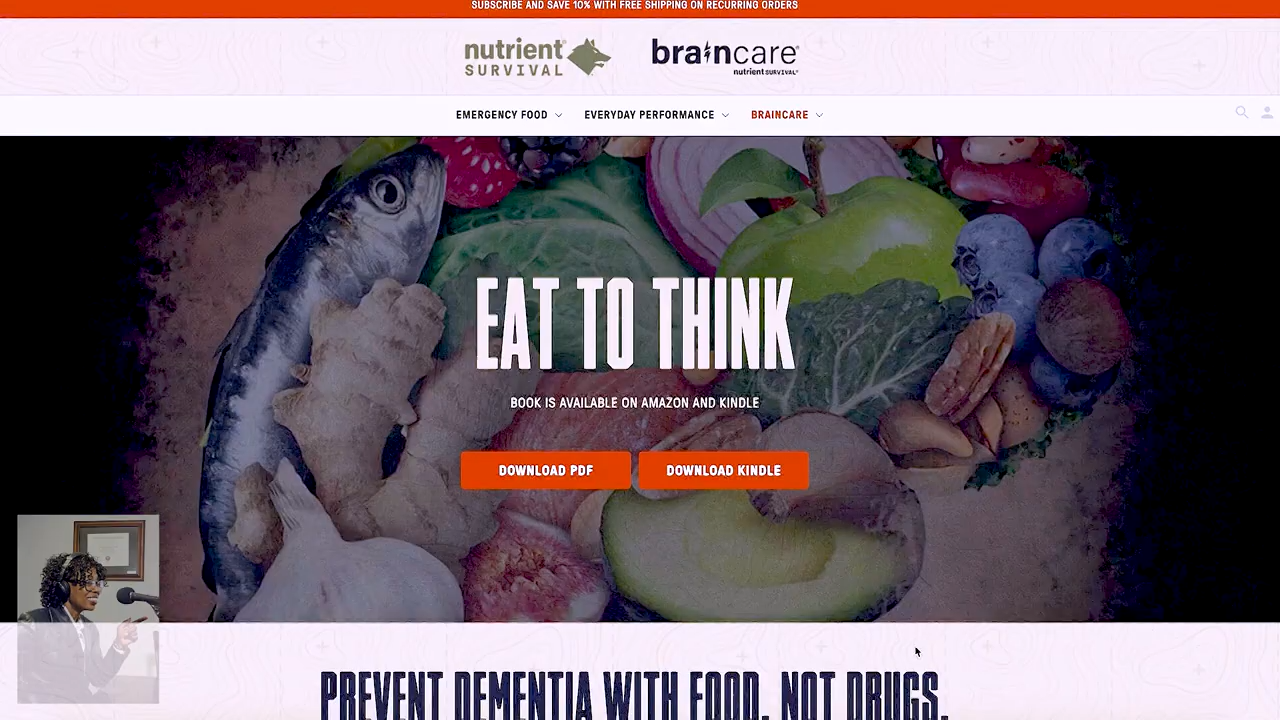 SUBSCRIBE AND SAVE 10% WITH FREE SHIPPING ON RECURRING ORDERS
nutrient
SURVIVAL
braincare
nutrient SURVIVAL
EMERGENCY FOOD
EVERYDAY PERFORMANCE
BRAINCARE
EAT TO THINK
BOOK IS AVAILABLE ON AMAZON AND KINDLE
DOWNLOAD PDF
DOWNLOAD KINDLE
PREVENT DEMENTIA WITH FOOD, NOT DRUGS.